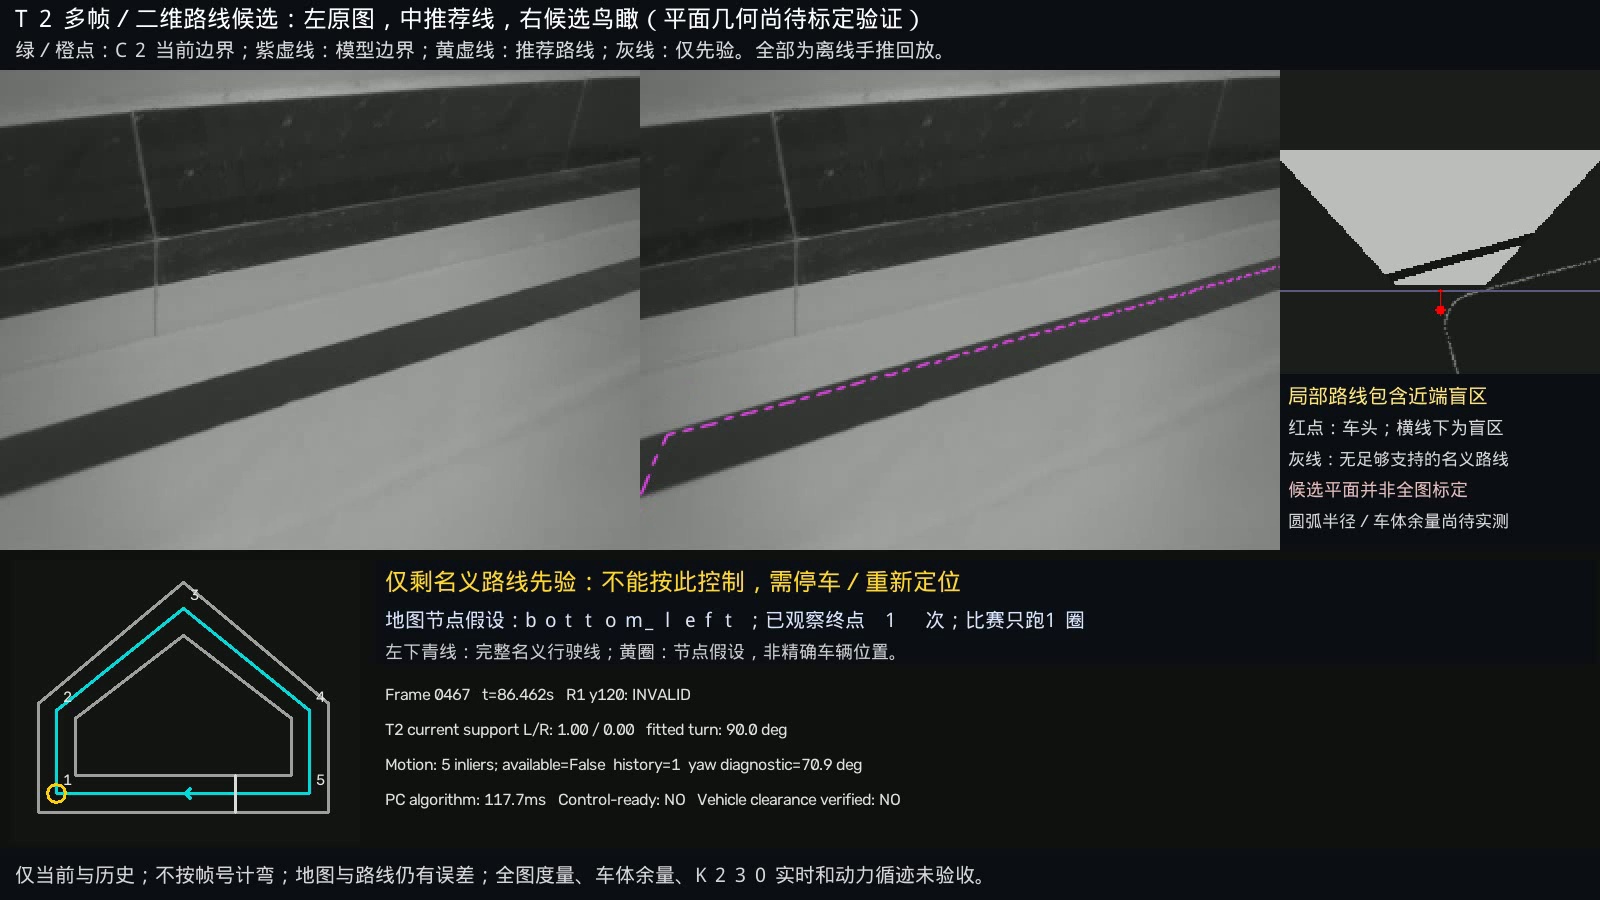 T2 多帧/二维路线候选：左原图，中推荐线，右候选鸟瞰（平面几何尚待标定验证）
绿/橙点：C2 当前边界；紫虚线：模型边界；黄虚线：推荐路线；灰线：仅先验。全部为离线手推回放。
局部路线包含近端盲区
红点：车头；横线下为盲区
灰线：无足够支持的名义路线
候选平面并非全图标定
圆弧半径/车体余量尚待实测
3
2
4
1
5
仅剩名义路线先验：不能按此控制，需停车/重新定位
地图节点假设：bottom_left ；已观察终点 1 次；比赛只跑1 圈
左下青线：完整名义行驶线；黄圈：节点假设，非精确车辆位置。
Frame 0467 t=86.462s R1 y120: INVALID
T2 current support L/R: 1.00 / 0.00 fitted turn: 90.0 deg
Motion: 5 inliers; available=False history=1 yaw diagnostic=70.9 deg
PC algorithm: 117.7ms Control-ready: NO Vehicle clearance verified: NO
仅当前与历史；不按帧号计弯；地图与路线仍有误差；全图度量、车体余量、K230 实时和动力循迹未验收。